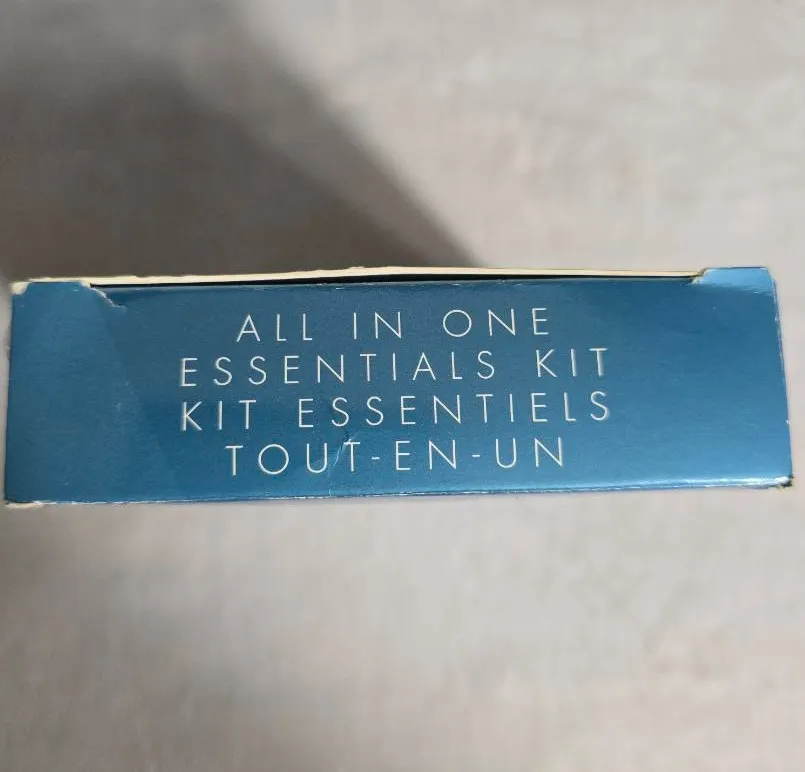 ALL IN ONE
ESSENTIALS KIT
KIT ESSENTIELS
TOUT-EN-UN